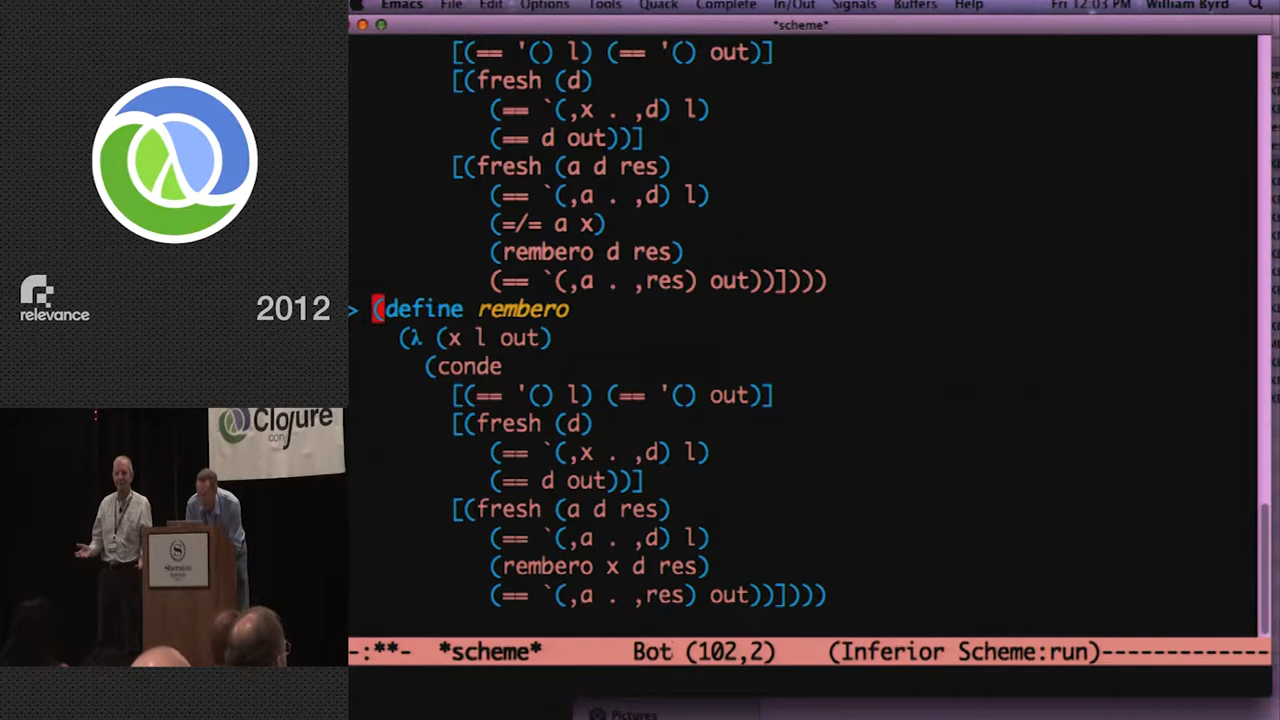 Emacs File Edit Options Tools Quack Complete In/Out Signals Buffers Help Fri 12:03 PM William Byrd
*scheme*
[(== '() l) (== '() out)]
[(fresh (d)
(== `(,x . ,d) l)
(== d out))]
[(fresh (a d res)
(== `(,a . ,d) l)
(=/= a x)
(rembero d res)
(== `(,a . ,res) out))])))
> (define rembero
(λ (x l out)
(conde
[(== '() l) (== '() out)]
[(fresh (d)
(== `(,x . ,d) l)
(== d out))]
[(fresh (a d res)
(== `(,a . ,d) l)
(rembero x d res)
(== `(,a . ,res) out))])))
-:**- *scheme* Bot (102,2) (Inferior Scheme:run)------------
Pictures
relevance
2012
Clojure
conj
Sheraton